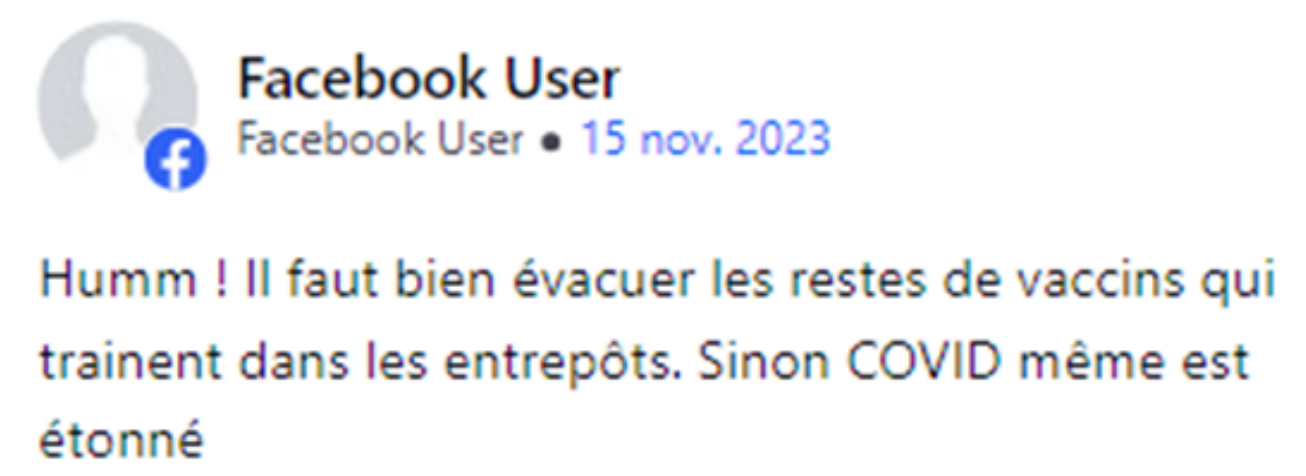 Facebook User
Facebook User • 15 nov. 2023
Humm ! Il faut bien évacuer les restes de vaccins qui
trainent dans les entrepôts. Sinon COVID même est
étonné